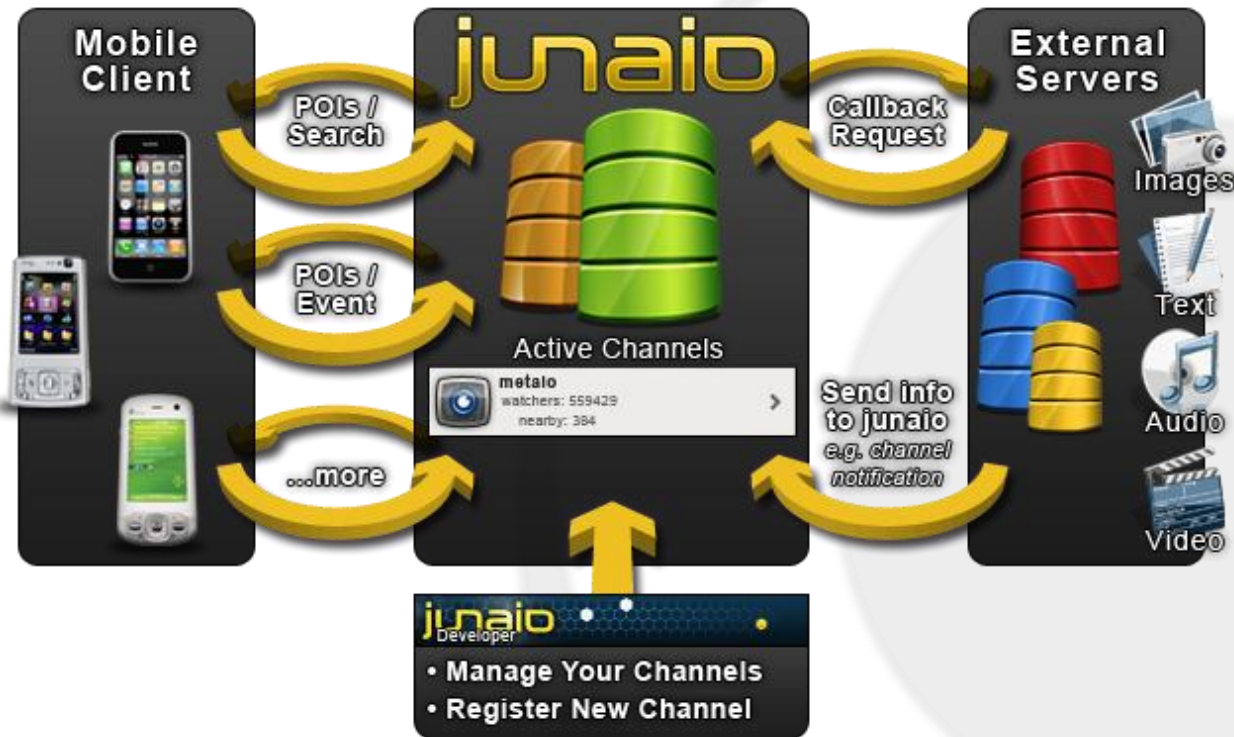 Mobile
Client
POIs /
Search
POIs /
Event
...more
junaio
Active Channels
metaio
watchers: 559429
nearby: 384
Callback
Request
Send info
to junaio
e.g. channel
notification
External
Servers
Images
Text
Audio
Video
junaio
Developer
• Manage Your Channels
• Register New Channel